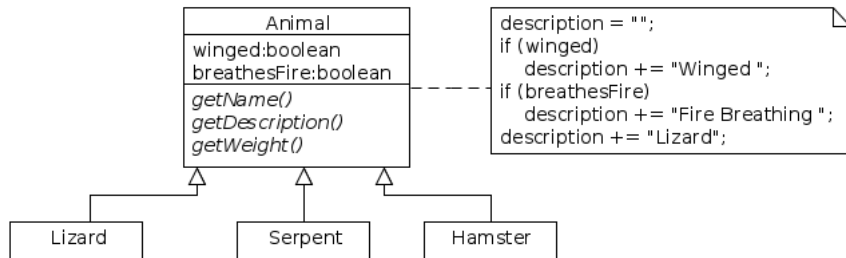 Animal
winged:boolean
breathesFire:boolean
getName()
getDescription()
getWeight()
description = "";
if (winged)
description += "Winged ";
if (breathesFire)
description += "Fire Breathing ";
description += "Lizard";
Lizard
Serpent
Hamster